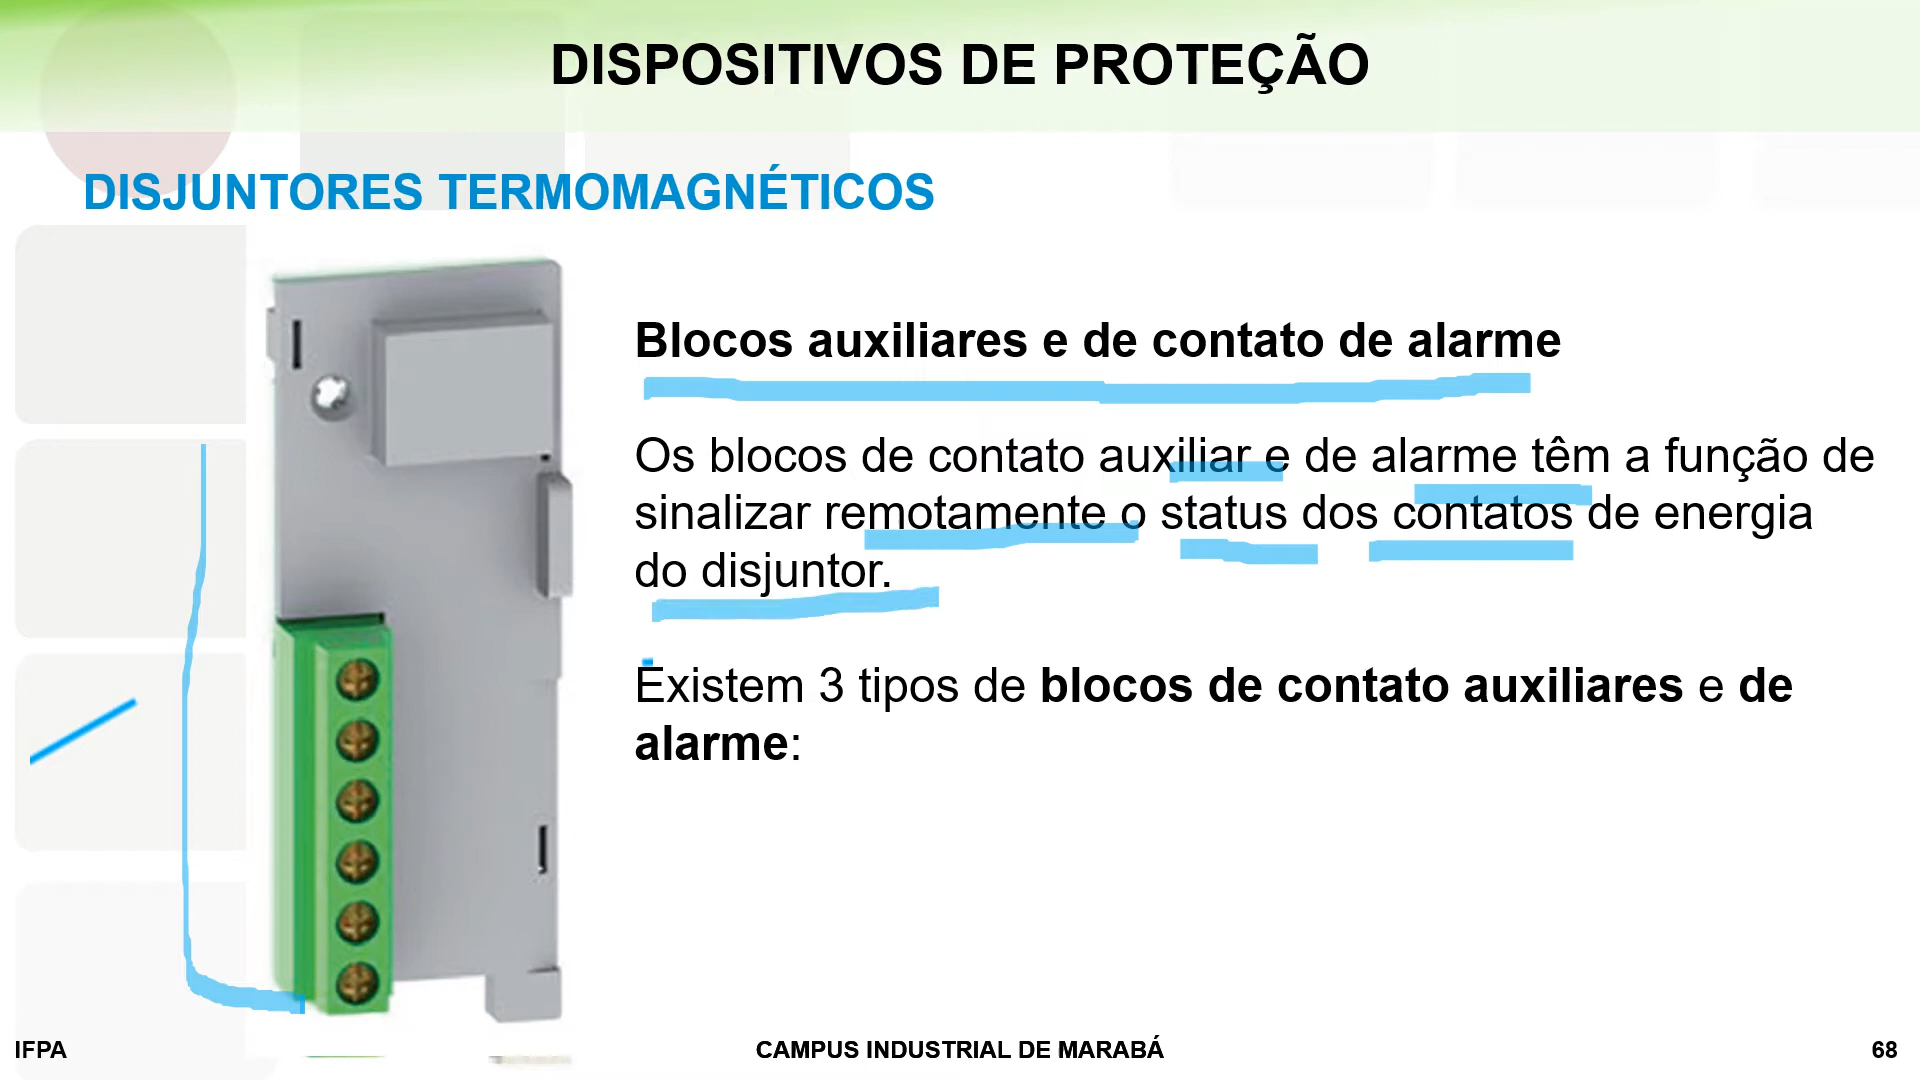 DISPOSITIVOS DE PROTEÇÃO
DISJUNTORES TERMOMAGNÉTICOS
Blocos auxiliares e de contato de alarme
Os blocos de contato auxiliar e de alarme têm a função de
sinalizar remotamente o status dos contatos de energia
do disjuntor.
Existem 3 tipos de blocos de contato auxiliares e de
alarme:
IFPA
CAMPUS INDUSTRIAL DE MARABÁ
68